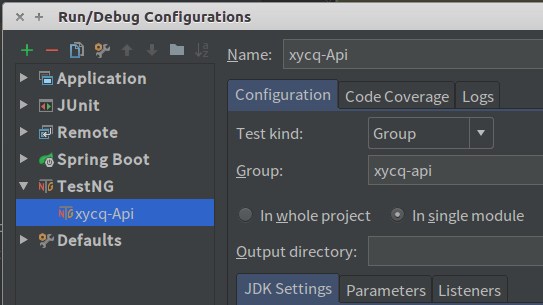 Run/Debug Configurations
Name: xycq-Api
Application
JUnit
Remote
Spring Boot
TestNG
xycq-Api
Defaults
Configuration Code Coverage Logs
Test kind: Group
Group: xycq-api
In whole project In single module
Output directory:
JDK Settings Parameters Listeners